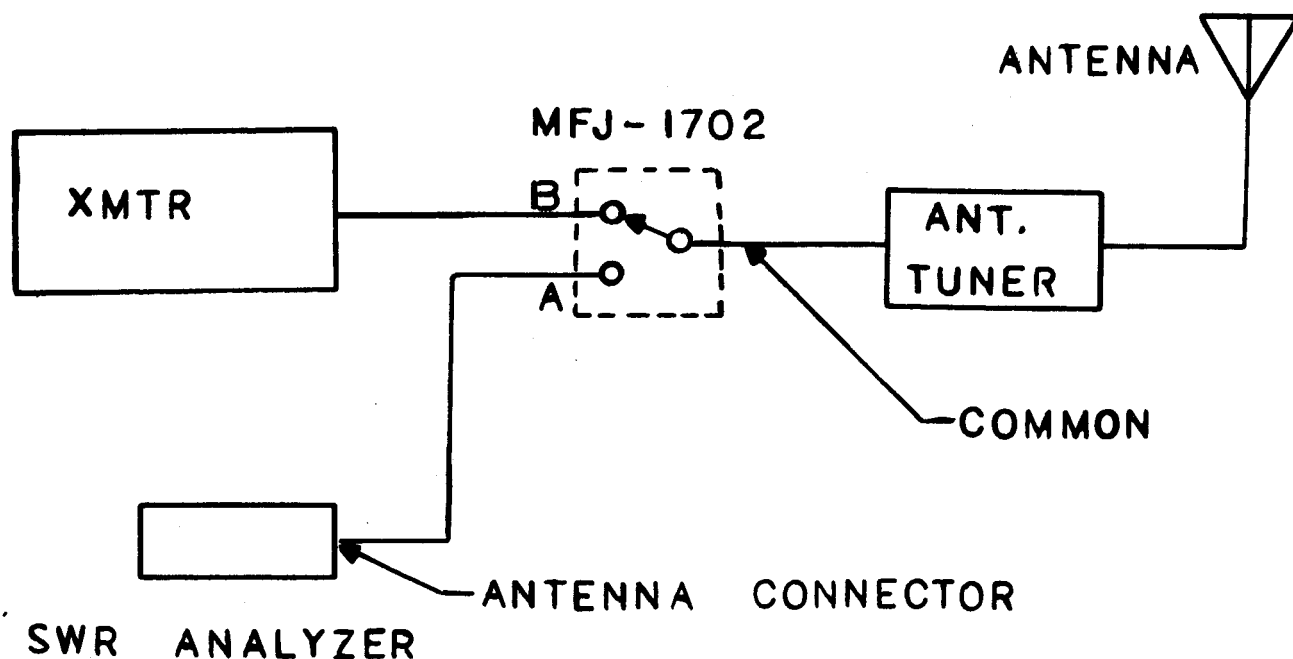 ANTENNA
MFJ-1702
XMTR
B
A
ANT.
TUNER
COMMON
ANTENNA CONNECTOR
SWR ANALYZER